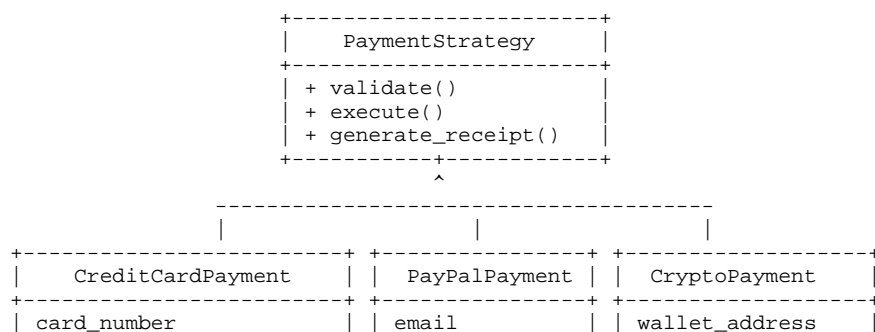 PaymentStrategy
+ validate()
+ execute()
+ generate_receipt()
CreditCardPayment PayPalPayment CryptoPayment
card_number email wallet_address